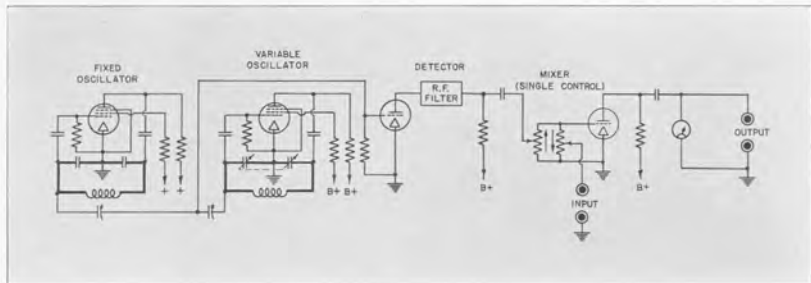 FIXED
OSCILLATOR
VARIABLE
OSCILLATOR
DETECTOR
R.F.
FILTER
MIXER
(SINGLE CONTROL)
OUTPUT
INPUT
+ +
B+ B+
B+
B+